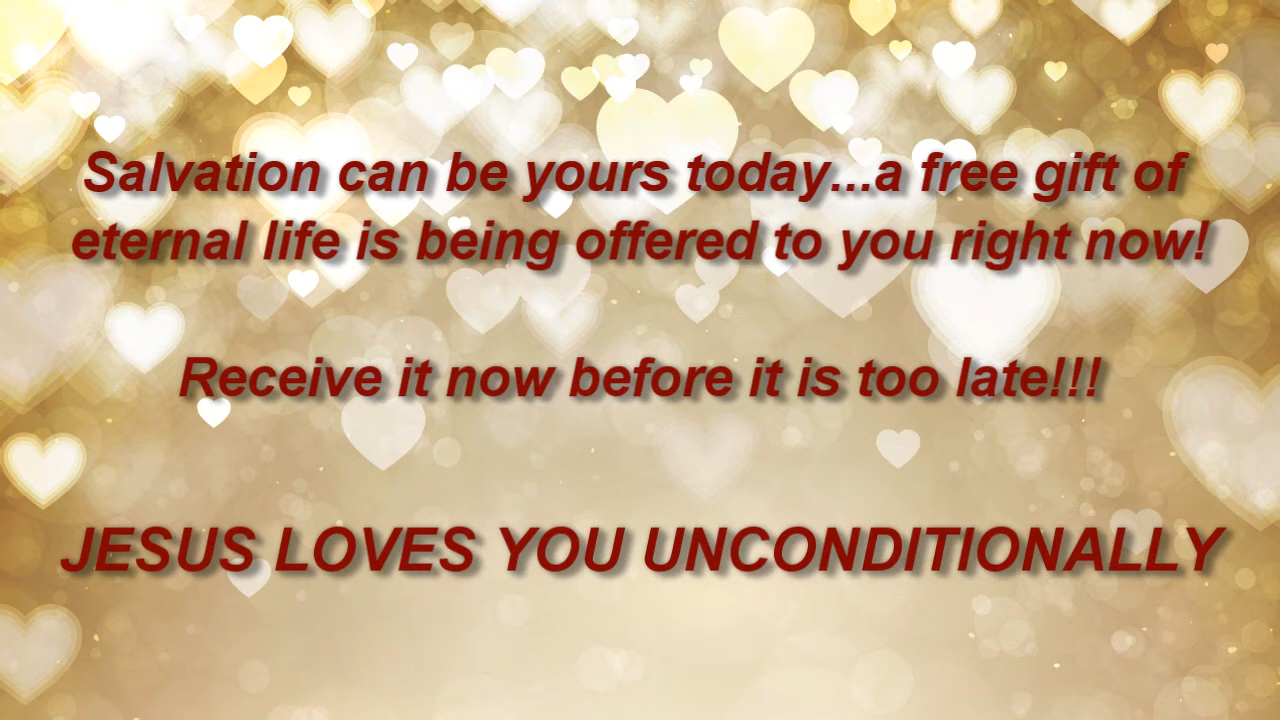 Salvation can be yours today...a free gift of
eternal life is being offered to you right now!
Receive it now before it is too late!!!
JESUS LOVES YOU UNCONDITIONALLY